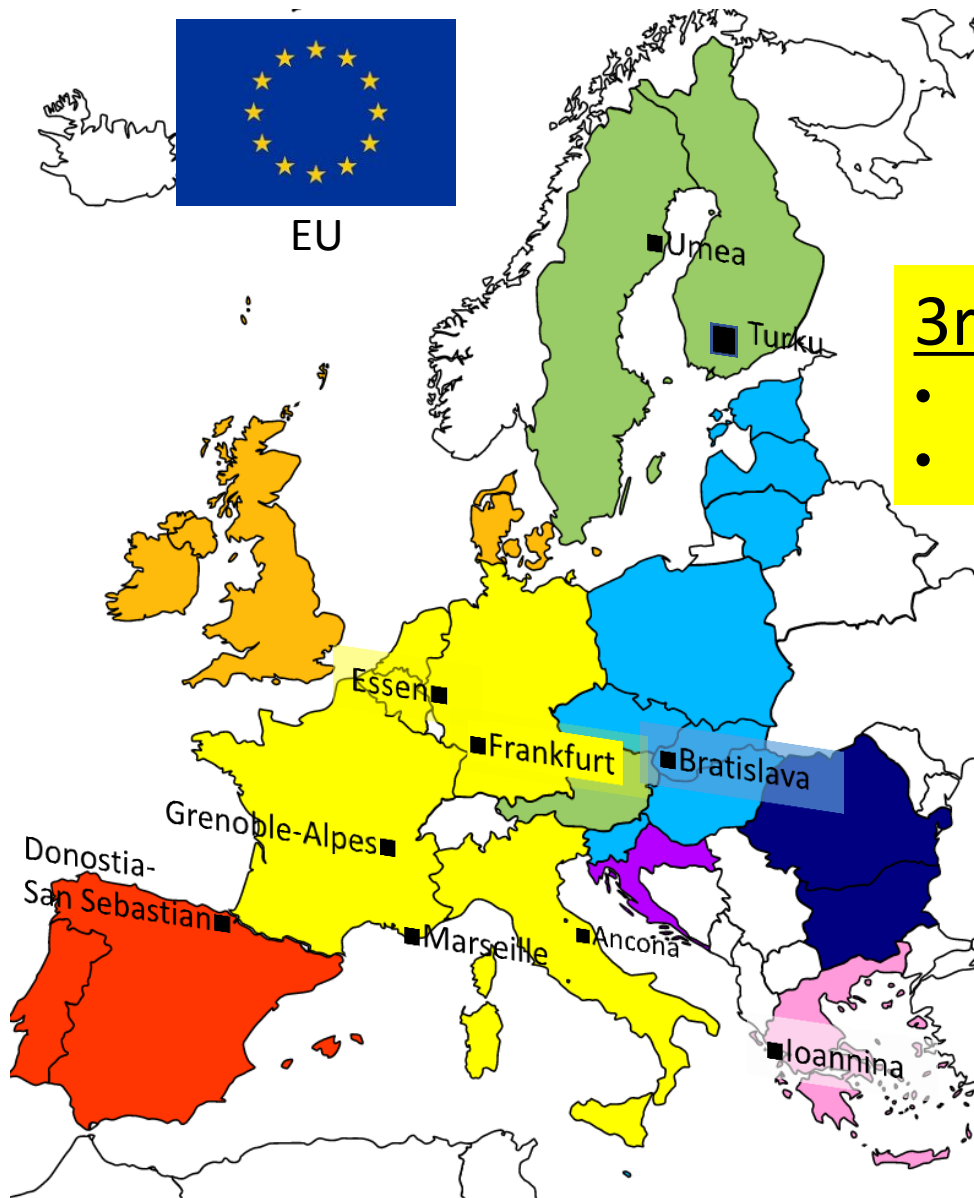 EU
Umea
Turku
3r
•
•
Essen
Frankfurt
Bratislava
Grenoble-Alpes
Donostia-
San Sebastian
Marseille
Ancona
Ioannina